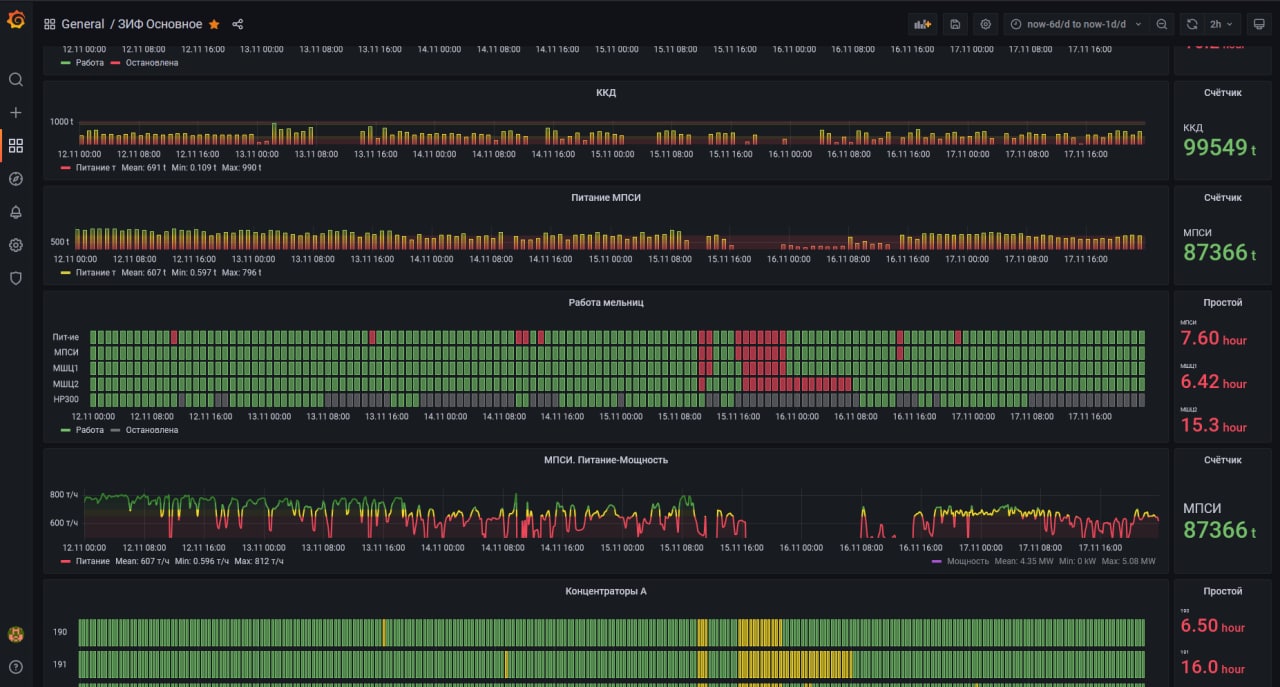 General / ЗИФ Основное
now-6d/d to now-1d/d
2h
12.11 00:00 12.11 08:00 12.11 16:00 13.11 00:00 13.11 08:00 13.11 16:00 14.11 00:00 14.11 08:00 14.11 16:00 15.11 00:00 15.11 08:00 15.11 16:00 16.11 00:00 16.11 08:00 16.11 16:00 17.11 00:00 17.11 08:00 17.11 16:00
Работа Остановлена
ККД
1000 t
12.11 00:00 12.11 08:00 12.11 16:00 13.11 00:00 13.11 08:00 13.11 16:00 14.11 00:00 14.11 08:00 14.11 16:00 15.11 00:00 15.11 08:00 15.11 16:00 16.11 00:00 16.11 08:00 16.11 16:00 17.11 00:00 17.11 08:00 17.11 16:00
Питание т Mean: 691 t Min: 0.109 t Max: 990 t
Счётчик
ККД
99549 t
Питание МПСИ
500 t
12.11 00:00 12.11 08:00 12.11 16:00 13.11 00:00 13.11 08:00 13.11 16:00 14.11 00:00 14.11 08:00 14.11 16:00 15.11 00:00 15.11 08:00 15.11 16:00 16.11 00:00 16.11 08:00 16.11 16:00 17.11 00:00 17.11 08:00 17.11 16:00
Питание т Mean: 607 t Min: 0.597 t Max: 796 t
Счётчик
МПСИ
87366 t
Работа мельниц
Пит-ие
МПСИ
МШЦ1
МШЦ2
HP300
12.11 00:00 12.11 08:00 12.11 16:00 13.11 00:00 13.11 08:00 13.11 16:00 14.11 00:00 14.11 08:00 14.11 16:00 15.11 00:00 15.11 08:00 15.11 16:00 16.11 00:00 16.11 08:00 16.11 16:00 17.11 00:00 17.11 08:00 17.11 16:00
Работа Остановлена
Простой
МПСИ
7.60 hour
МШЦ1
6.42 hour
МШЦ2
15.3 hour
МПСИ. Питание-Мощность
800 т/ч
600 т/ч
12.11 00:00 12.11 08:00 12.11 16:00 13.11 00:00 13.11 08:00 13.11 16:00 14.11 00:00 14.11 08:00 14.11 16:00 15.11 00:00 15.11 08:00 15.11 16:00 16.11 00:00 16.11 08:00 16.11 16:00 17.11 00:00 17.11 08:00 17.11 16:00
Питание Mean: 607 т/ч Min: 0.596 т/ч Max: 812 т/ч
Мощность Mean: 4.35 MW Min: 0 kW Max: 5.08 MW
Счётчик
МПСИ
87366 t
Концентраторы А
190
191
Простой
190
6.50 hour
191
16.0 hour